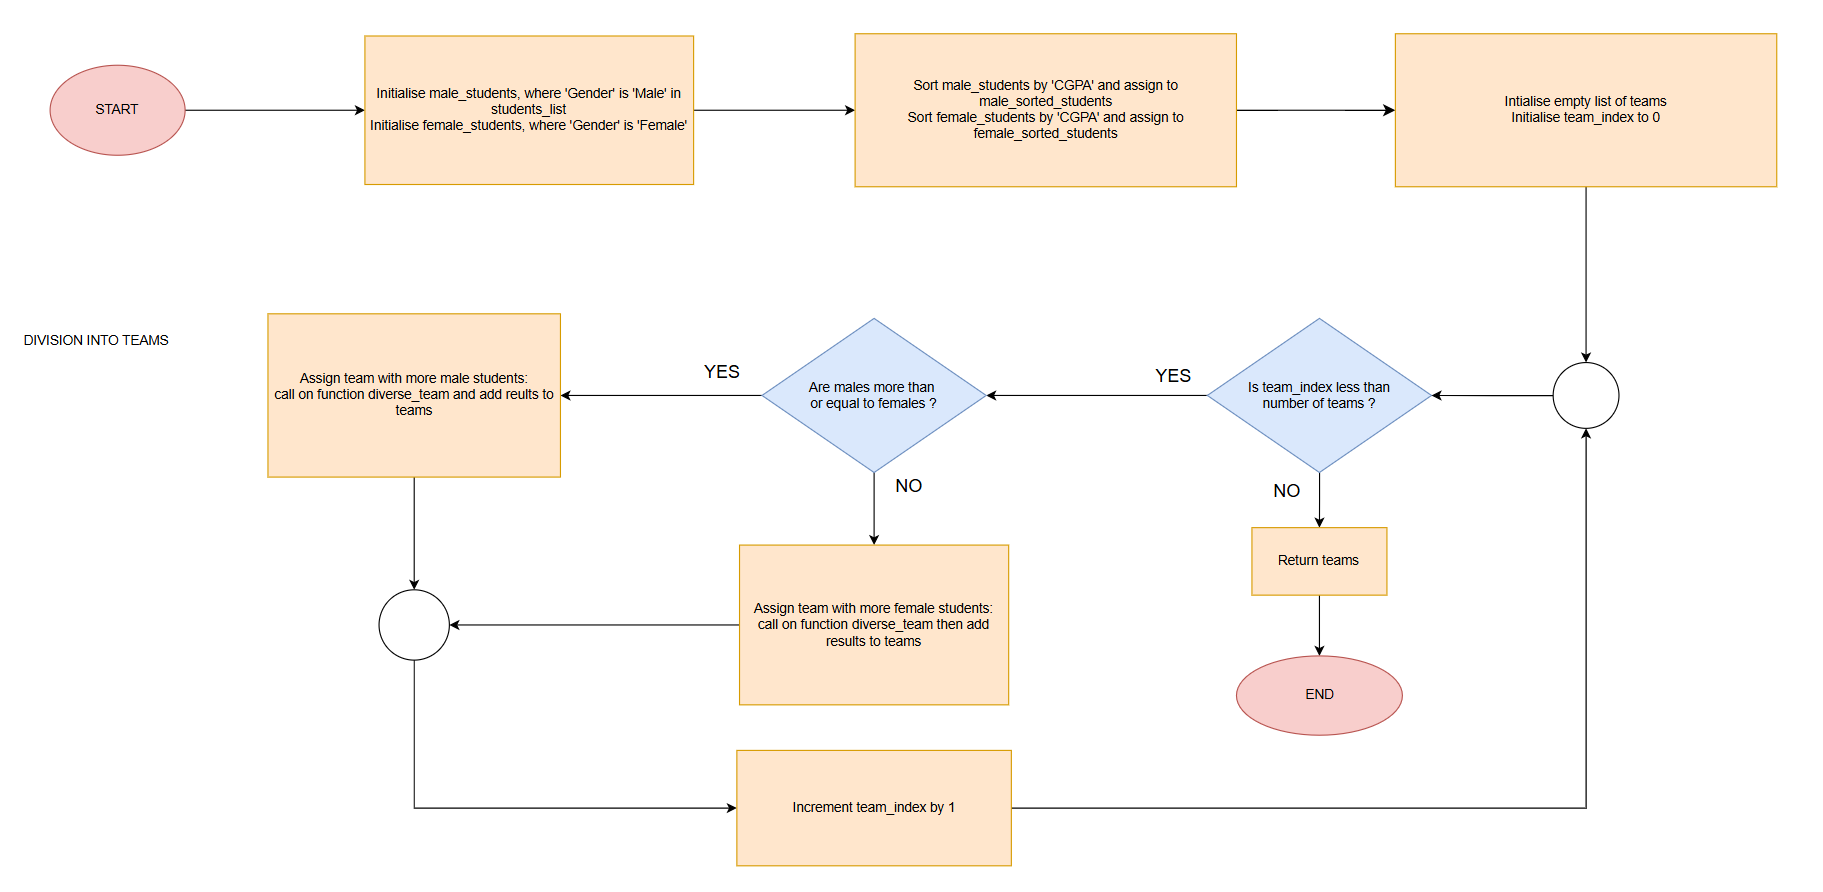 START
Initialise male_students, where 'Gender' is 'Male' in
students_list
Initialise female_students, where 'Gender' is 'Female'
Sort male_students by 'CGPA' and assign to
male_sorted_students
Sort female_students by 'CGPA' and assign to
female_sorted_students
Intialise empty list of teams
Initialise team_index to 0
DIVISION INTO TEAMS
Is team_index less than
number of teams ?
YES
NO
Are males more than
or equal to females ?
YES
NO
Assign team with more male students:
call on function diverse_team and add reults to
teams
Assign team with more female students:
call on function diverse_team then add
results to teams
Return teams
END
Increment team_index by 1